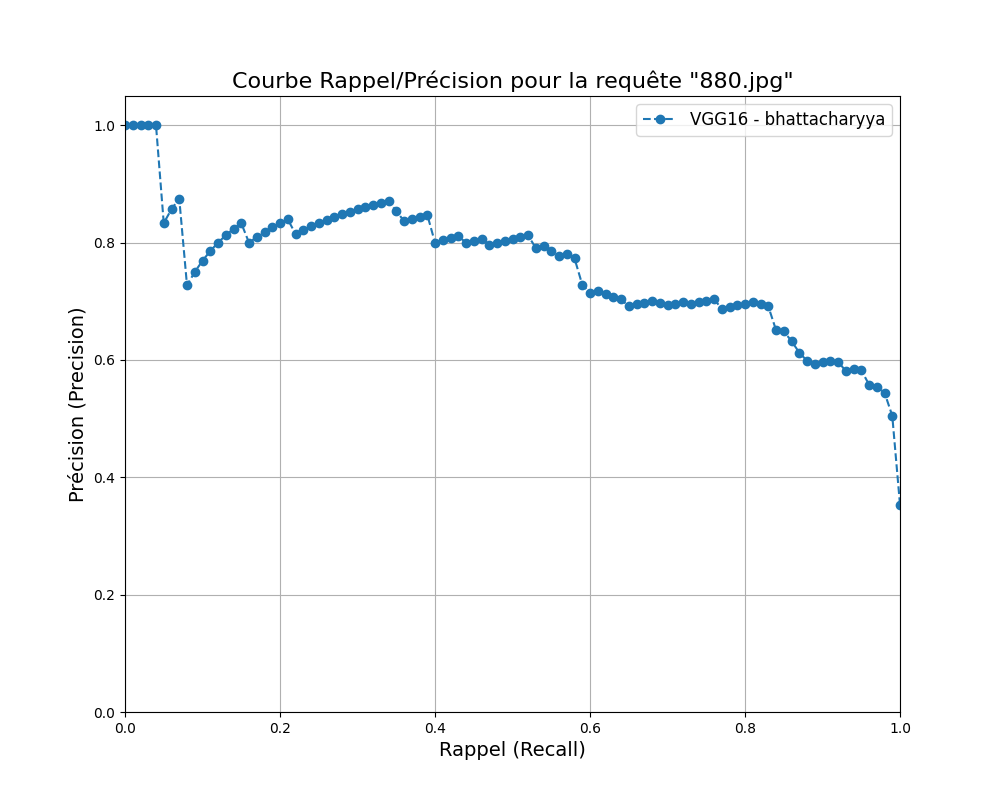 Courbe Rappel/Précision pour la requête "880.jpg"
VGG16 - bhattacharyya
Précision (Precision)
1.0
0.8
0.6
0.4
0.2
0.0
0.0 0.2 0.4 0.6 0.8 1.0
Rappel (Recall)